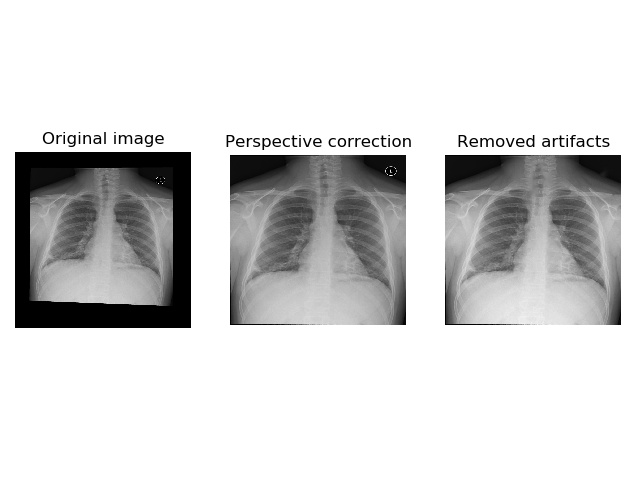 Original image
Perspective correction
Removed artifacts
L